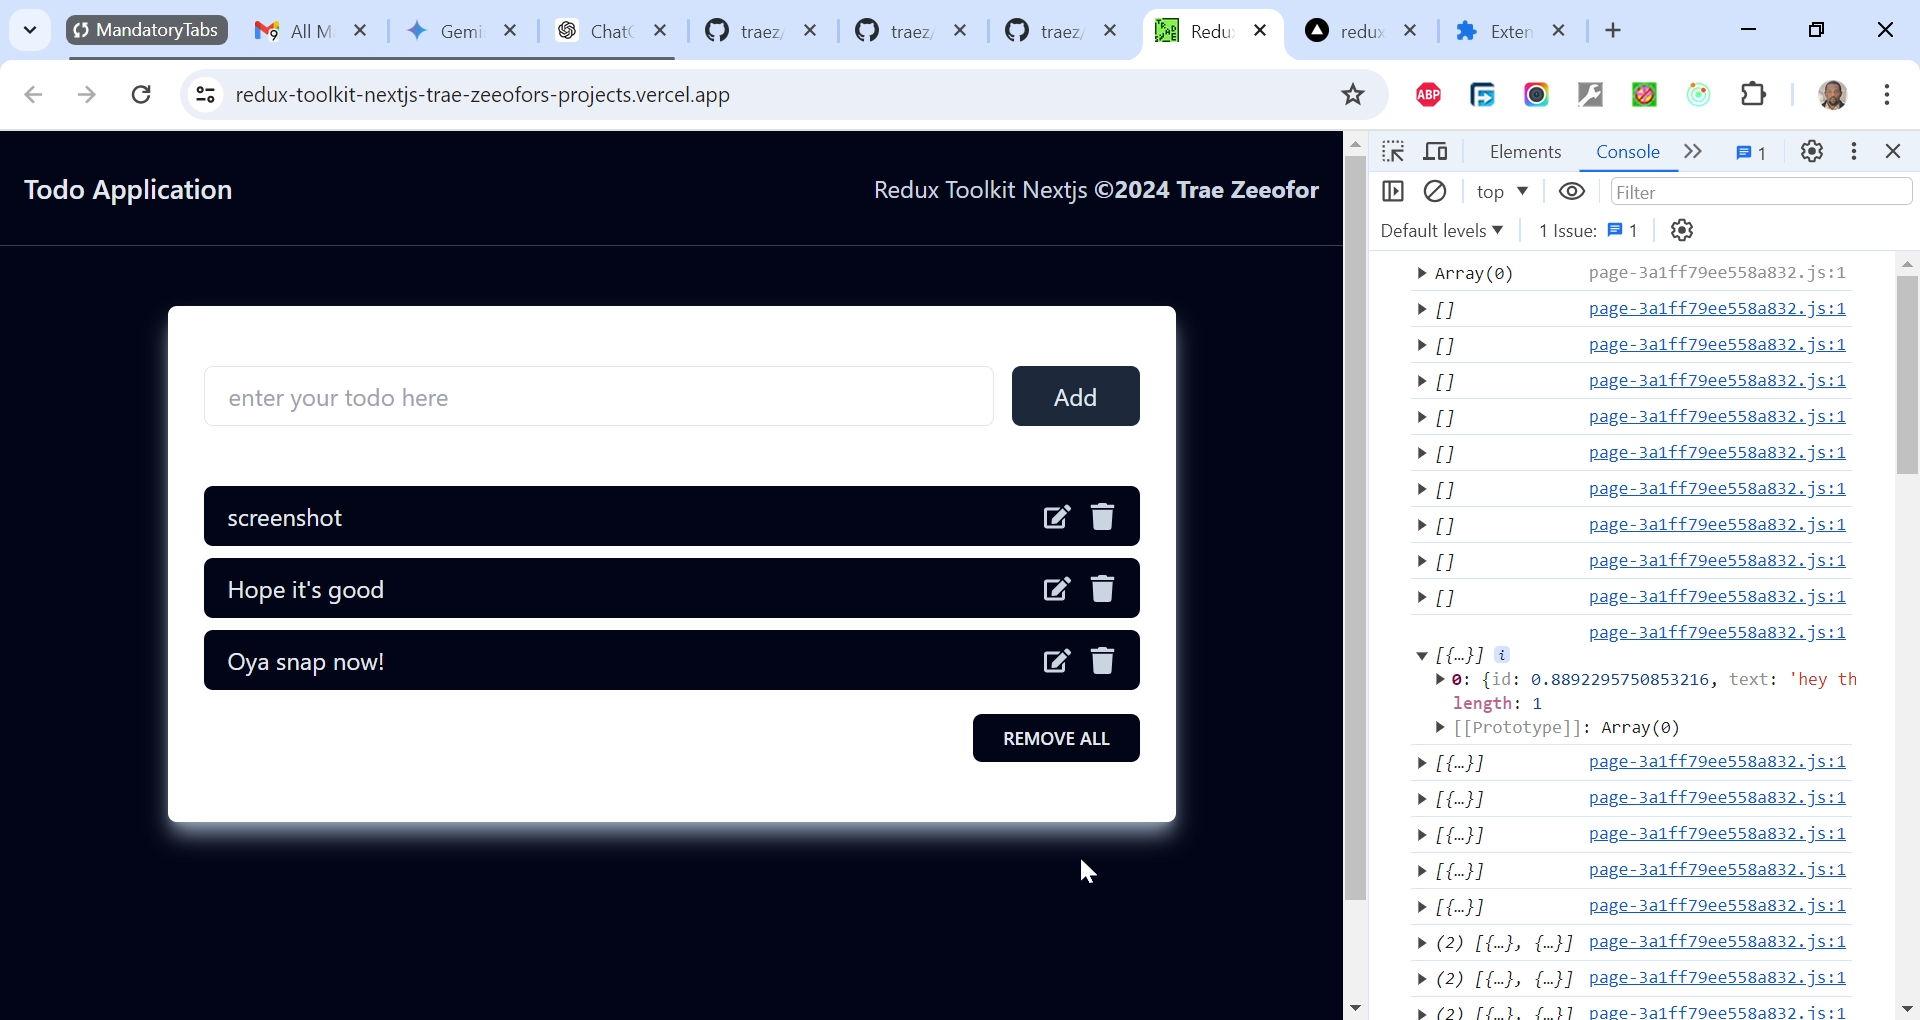 MandatoryTabs
All M
Gemi
Chat
traez/
traez/
traez/
Redu
redux
Exten
redux-toolkit-nextjs-trae-zeeofors-projects.vercel.app
ABP
Todo Application
Redux Toolkit Nextjs ©2024 Trae Zeeofor
enter your todo here
Add
screenshot
Hope it's good
Oya snap now!
REMOVE ALL
Elements
Console
1
top
Filter
Default levels
1 Issue: 1
Array(0) page-3a1ff79ee558a832.js:1
[] page-3a1ff79ee558a832.js:1
[] page-3a1ff79ee558a832.js:1
[] page-3a1ff79ee558a832.js:1
[] page-3a1ff79ee558a832.js:1
[] page-3a1ff79ee558a832.js:1
[] page-3a1ff79ee558a832.js:1
[] page-3a1ff79ee558a832.js:1
[] page-3a1ff79ee558a832.js:1
[] page-3a1ff79ee558a832.js:1
page-3a1ff79ee558a832.js:1
[{…}] i
0: {id: 0.8892295750853216, text: 'hey th
length: 1
[[Prototype]]: Array(0)
[{…}] page-3a1ff79ee558a832.js:1
[{…}] page-3a1ff79ee558a832.js:1
[{…}] page-3a1ff79ee558a832.js:1
[{…}] page-3a1ff79ee558a832.js:1
[{…}] page-3a1ff79ee558a832.js:1
(2) [{…}, {…}] page-3a1ff79ee558a832.js:1
(2) [{…}, {…}] page-3a1ff79ee558a832.js:1
(2) [{…}, {…}] page-3a1ff79ee558a832.js:1